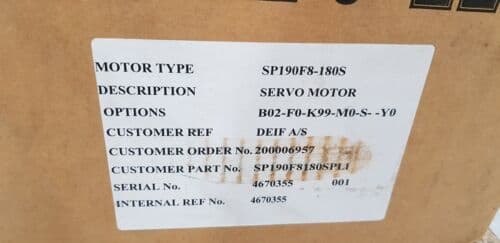 MOTOR TYPE SP190F8-180S
DESCRIPTION SERVO MOTOR
OPTIONS B02-F0-K99-M0-S- -Y0
CUSTOMER REF DEIF A/S
CUSTOMER ORDER No. 200006957
CUSTOMER PART No. SP190F8180SPLI
SERIAL No. 4670355 001
INTERNAL REF No. 4670355